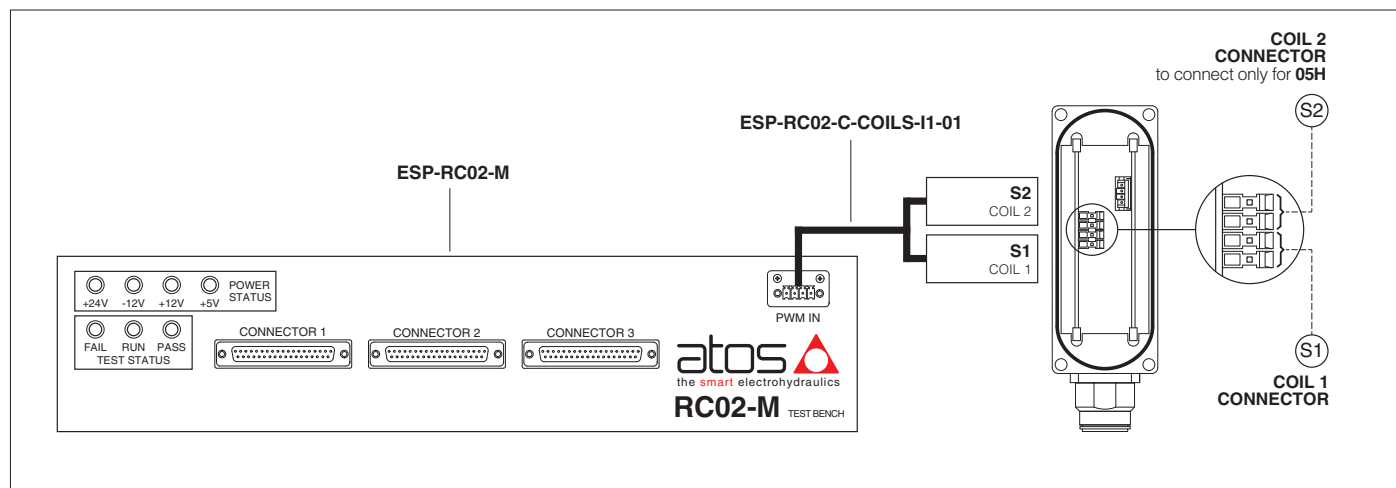 COIL 2
CONNECTOR
to connect only for 05H
S2
ESP-RC02-C-COILS-I1-01
ESP-RC02-M
S2
COIL 2
S1
COIL 1
+24V -12V +12V +5V
POWER
STATUS
FAIL RUN PASS
TEST STATUS
CONNECTOR 1
CONNECTOR 2
CONNECTOR 3
PWM IN
atos
the smart electrohydraulics
RC02-M TEST BENCH
S1
COIL 1
CONNECTOR